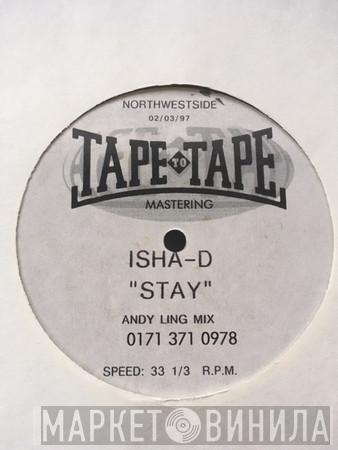 NORTHWESTSIDE
02/03/97
TAPE TO TAPE
MASTERING
ISHA-D
"STAY"
ANDY LING MIX
0171 371 0978
SPEED: 33 1/3 R.P.M.
МАРКЕТ ВИНИЛА